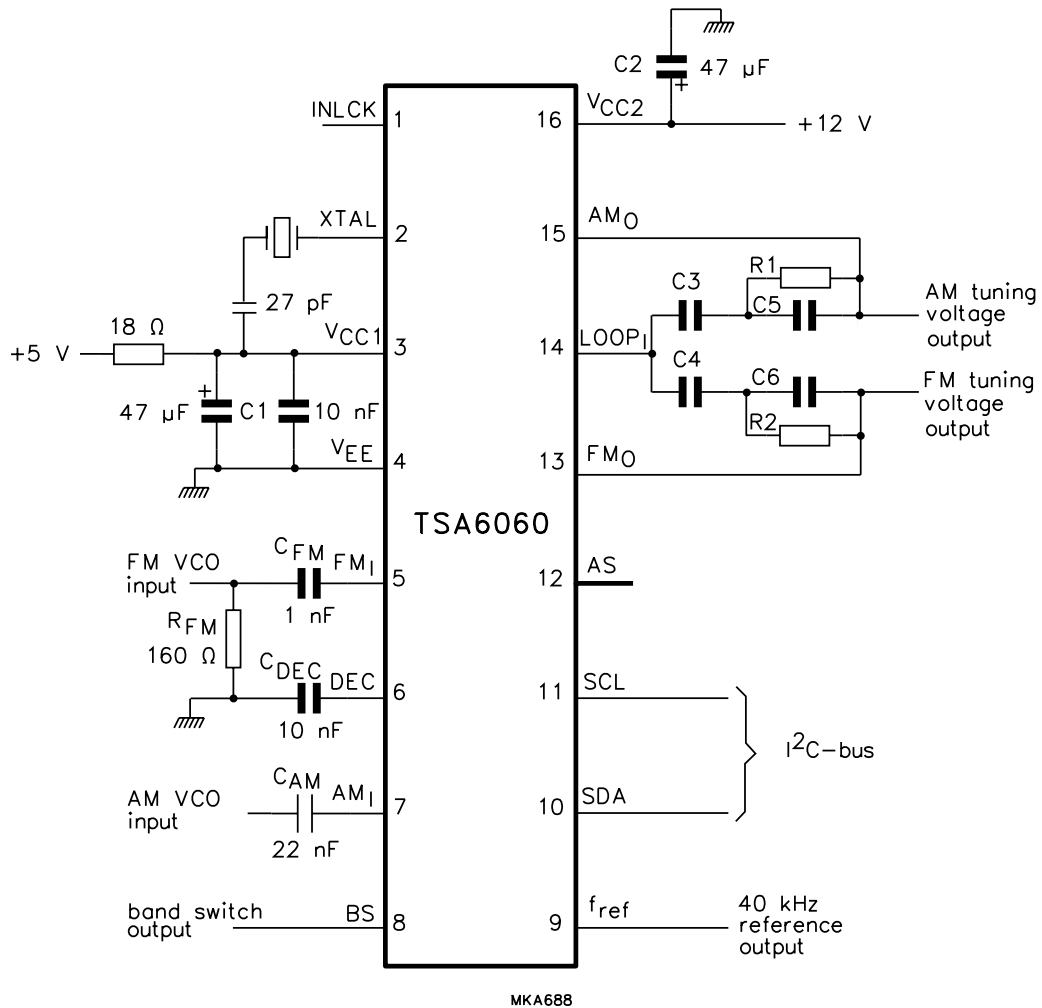 C2
47 µF
+
INLCK
1
16
VCC2
+12 V
XTAL
2
15
AMO
R1
C3
C5
27 pF
18 Ω
AM tuning
voltage
output
+5 V
VCC1
3
14
LOOPI
C4
C6
FM tuning
voltage
output
+
47 µF
C1
10 nF
R2
VEE
4
13
FMO
TSA6060
FM VCO
input
CFM
FMI
5
12
AS
1 nF
RFM
160 Ω
CDEC
DEC
6
11
SCL
10 nF
I2C-bus
CAM
AM VCO
input
AMI
7
10
SDA
22 nF
band switch
output
BS
8
9
fref
40 kHz
reference
output
MKA688